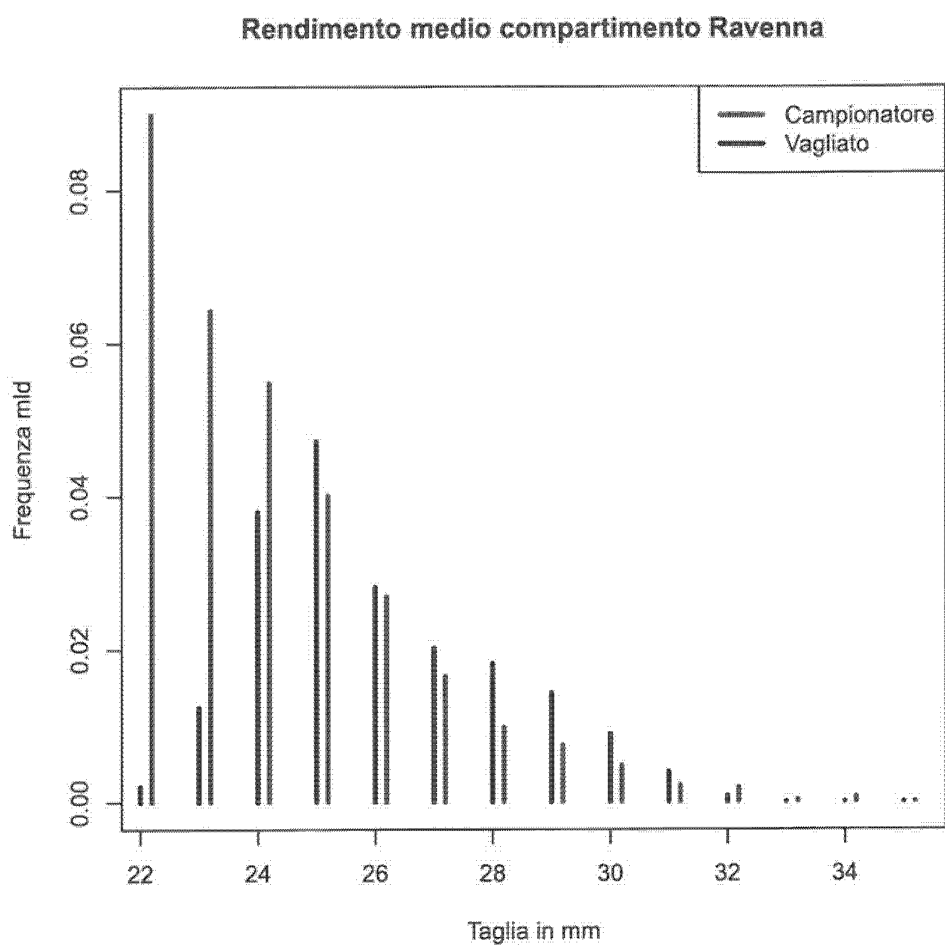 Rendimento medio compartimento Ravenna
Campionatore
Vagliato
0.08
0.06
0.04
0.02
0.00
Frequenza mld
22 24 26 28 30 32 34
Taglia in mm